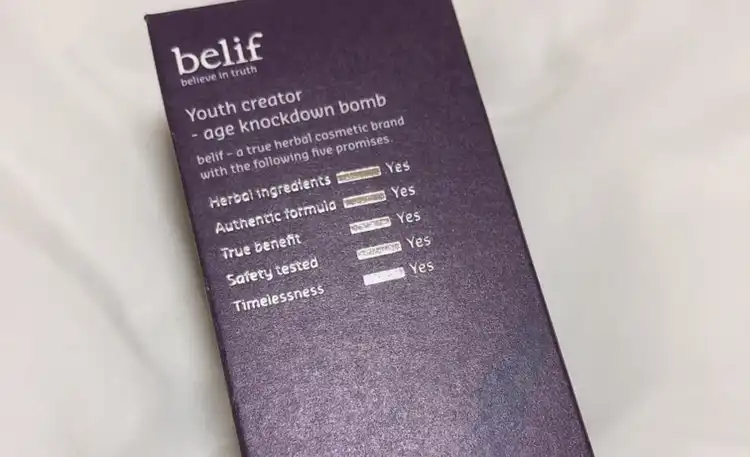 belif
believe in truth
Youth creator
- age knockdown bomb
belif - a true herbal cosmetic brand
with the following five promises.
Herbal ingredients Yes
Authentic formula Yes
True benefit Yes
Safety tested Yes
Timelessness Yes